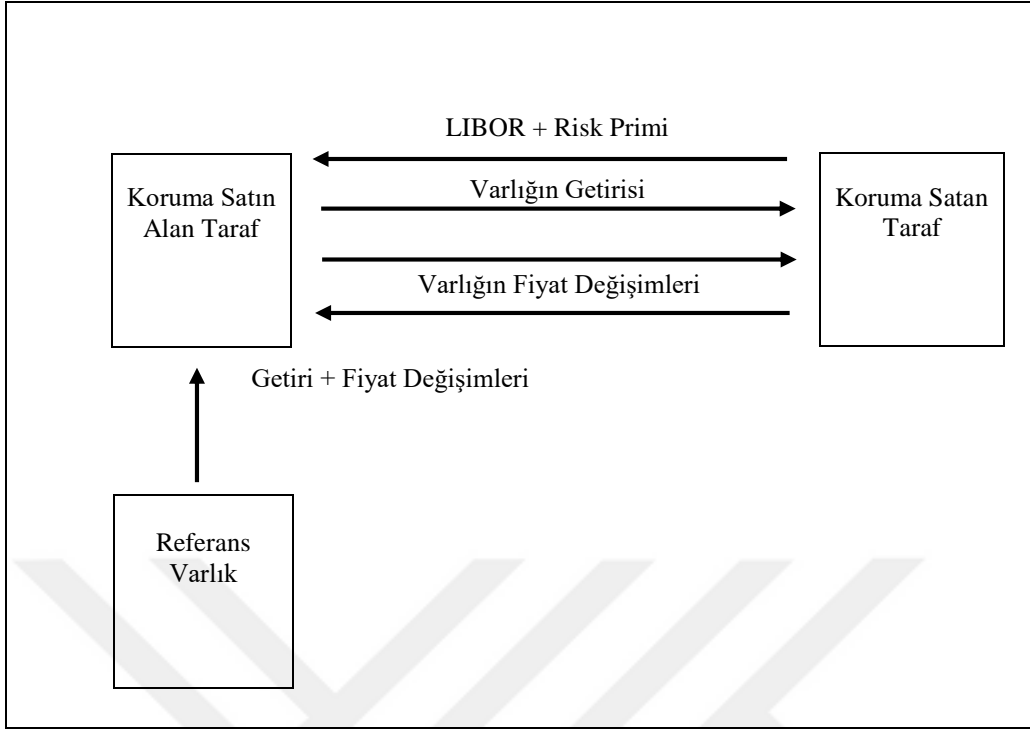 LIBOR + Risk Primi
Koruma Satın
Alan Taraf
Varlığın Getirisi
Koruma Satan
Taraf
Varlığın Fiyat Değişimleri
Getiri + Fiyat Değişimleri
Referans
Varlık